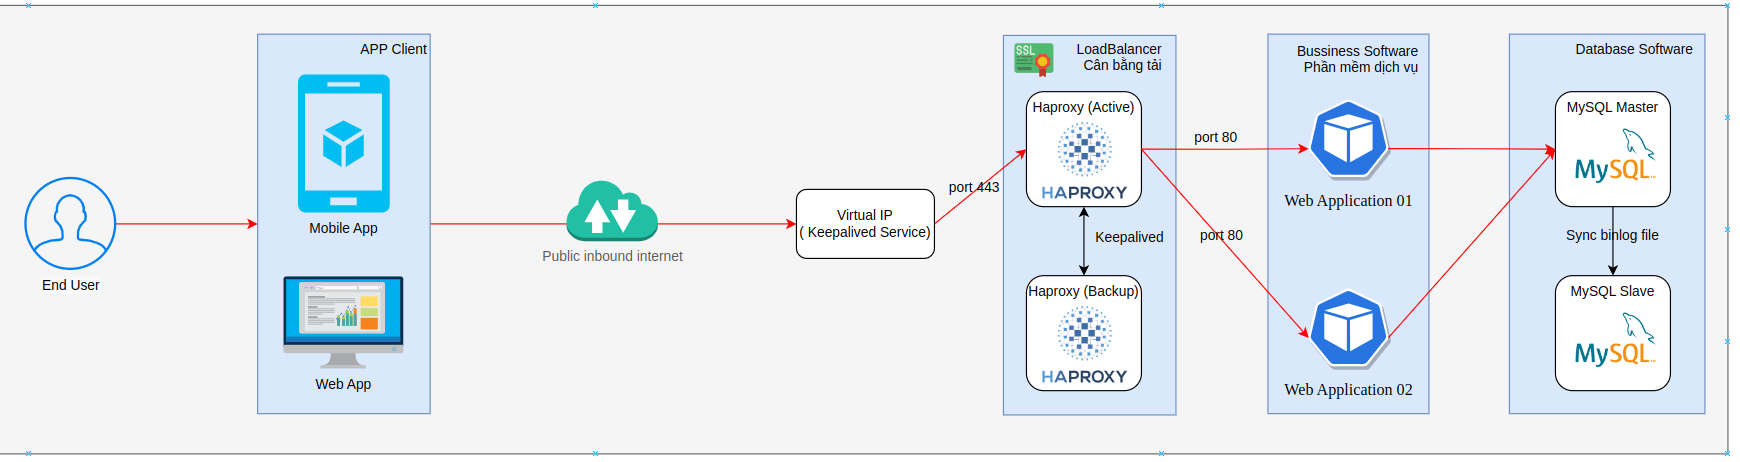 End User
APP Client
Mobile App
Web App
Public inbound internet
Virtual IP
( Keepalived Service)
port 443
SSL
LoadBalancer
Cân bằng tải
Haproxy (Active)
HAPROXY
Keepalived
Haproxy (Backup)
HAPROXY
port 80
port 80
Bussiness Software
Phần mềm dịch vụ
Web Application 01
Web Application 02
Database Software
MySQL Master
MySQL
Sync binlog file
MySQL Slave
MySQL